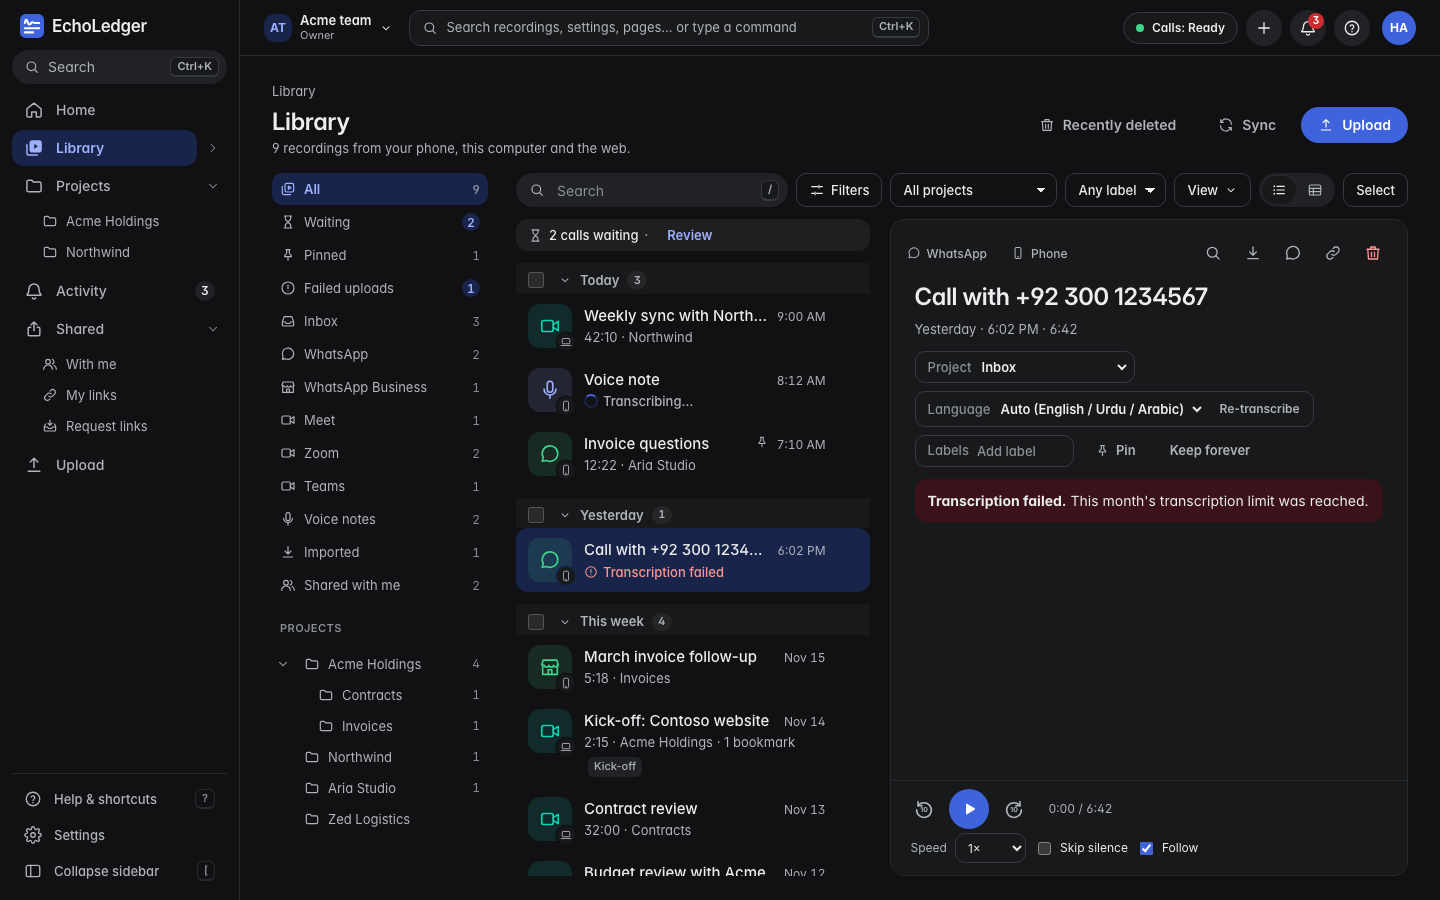 EchoLedger
Search Ctrl+K
Home
Library
Projects
Acme Holdings
Northwind
Activity 3
Shared
With me
My links
Request links
Upload
Help & shortcuts ?
Settings
Collapse sidebar [
AT Acme team
Owner
Search recordings, settings, pages... or type a command Ctrl+K
Calls: Ready
3
HA
Library
Library
9 recordings from your phone, this computer and the web.
Recently deleted
Sync
Upload
All 9
Waiting 2
Pinned 1
Failed uploads 1
Inbox 3
WhatsApp 2
WhatsApp Business 1
Meet 1
Zoom 2
Teams 1
Voice notes 2
Imported 1
Shared with me 2
PROJECTS
Acme Holdings 4
Contracts 1
Invoices 1
Northwind 1
Aria Studio 1
Zed Logistics
Search /
Filters
All projects
Any label
View
Select
2 calls waiting · Review
Today 3
Weekly sync with North... 9:00 AM
42:10 · Northwind
Voice note 8:12 AM
Transcribing...
Invoice questions 7:10 AM
12:22 · Aria Studio
Yesterday 1
Call with +92 300 1234... 6:02 PM
Transcription failed
This week 4
March invoice follow-up Nov 15
5:18 · Invoices
Kick-off: Contoso website Nov 14
2:15 · Acme Holdings · 1 bookmark
Kick-off
Contract review Nov 13
32:00 · Contracts
Budget review with Acme Nov 12
WhatsApp Phone
Call with +92 300 1234567
Yesterday · 6:02 PM · 6:42
Project Inbox
Language Auto (English / Urdu / Arabic) Re-transcribe
Labels Add label Pin Keep forever
Transcription failed. This month's transcription limit was reached.
10 10 0:00 / 6:42
Speed 1× Skip silence Follow